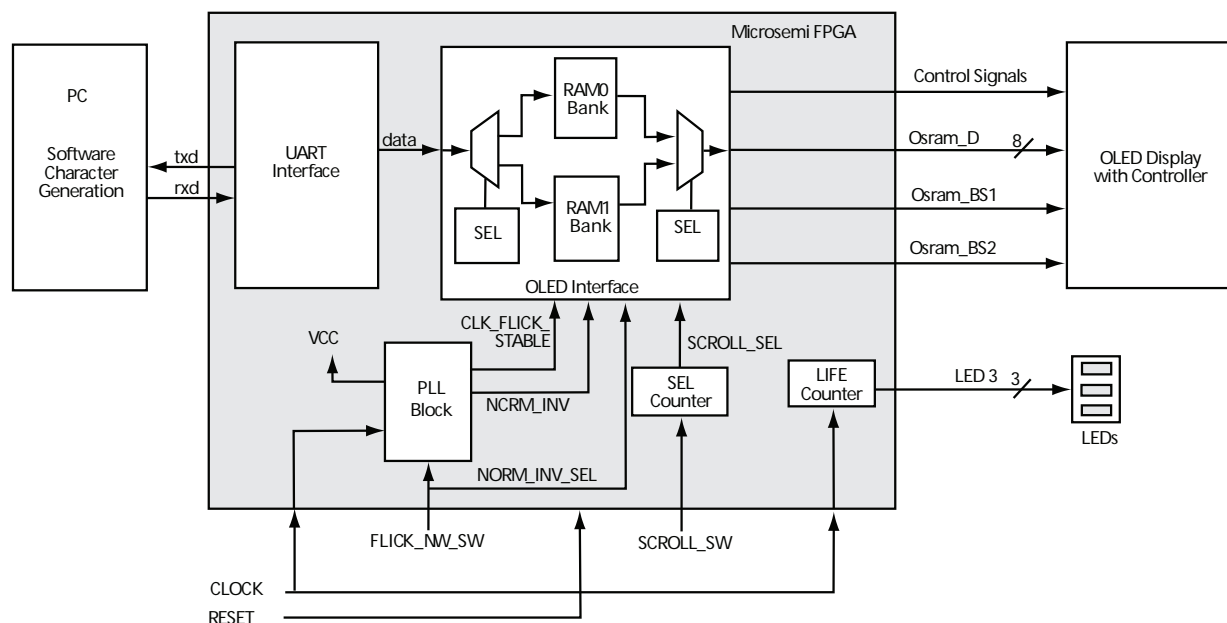 Microsemi FPGA
PC
Software
Character
Generation
txd
rxd
UART
Interface
data
RAM0
Bank
RAM1
Bank
SEL
SEL
OLED Interface
Control Signals
Osram_D
8
Osram_BS1
Osram_BS2
OLED Display
with Controller
CLK_FLICK_
STABLE
VCC
PLL
Block
NCRM_INV
NORM_INV_SEL
SCROLL_SEL
SEL
Counter
LIFE
Counter
LED 3
3
LEDs
FLICK_NW_SW
SCROLL_SW
CLOCK
RESET